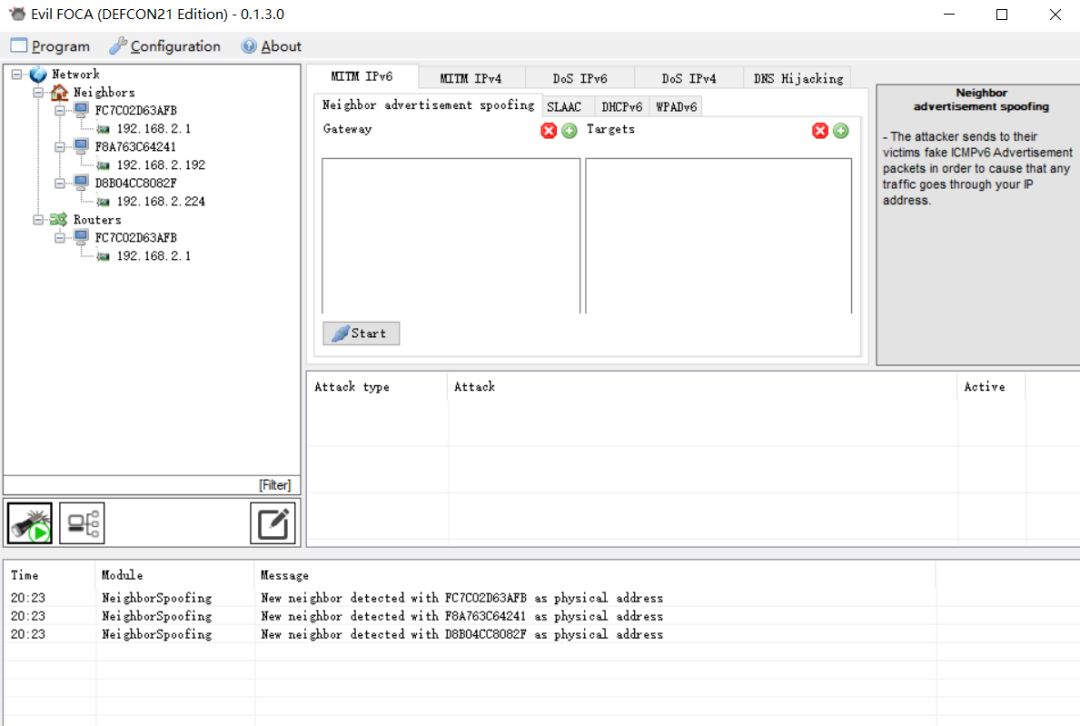 Evil FOCA (DEFCON21 Edition) - 0.1.3.0
Program Configuration About
Network
Neighbors
FC7C02D63AFB
192.168.2.1
F8A763C64241
192.168.2.192
D8B04CC8082F
192.168.2.224
Routers
FC7C02D63AFB
192.168.2.1
[Filter]
MITM IPv6 MITM IPv4 DoS IPv6 DoS IPv4 DNS Hijacking
Neighbor advertisement spoofing SLAAC DHCPv6 WPADv6
Gateway Targets
Start
Neighbor
advertisement spoofing
- The attacker sends to their
victims fake ICMPv6 Advertisement
packets in order to cause that any
traffic goes through your IP
address.
Attack type Attack Active
Time Module Message
20:23 NeighborSpoofing New neighbor detected with FC7C02D63AFB as physical address
20:23 NeighborSpoofing New neighbor detected with F8A763C64241 as physical address
20:23 NeighborSpoofing New neighbor detected with D8B04CC8082F as physical address